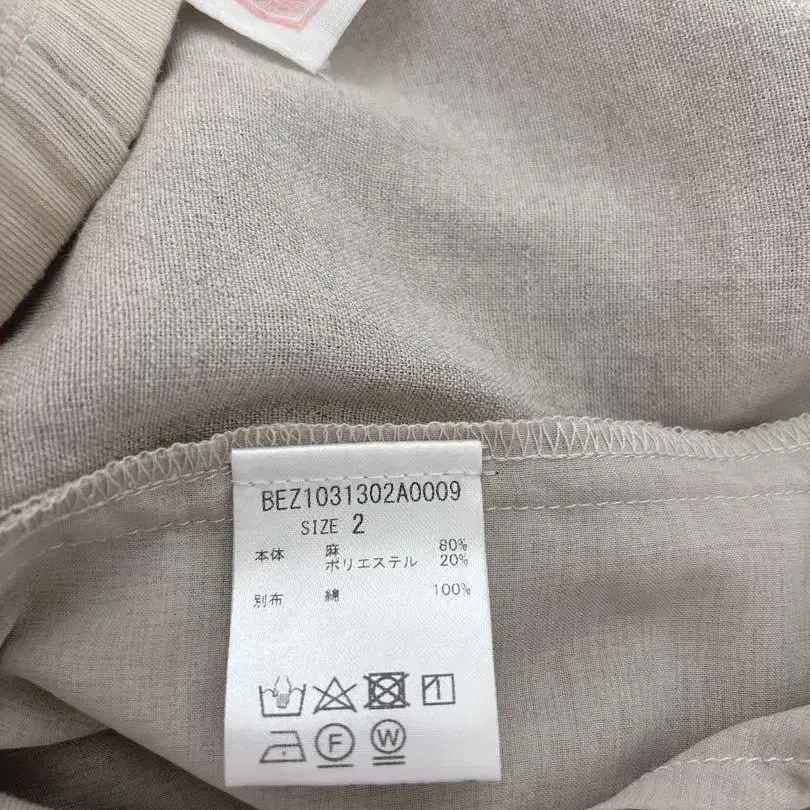 BEZ1031302A0009
SIZE 2
本体 麻 80%
ポリエステル 20%
別布 綿 100%
F W